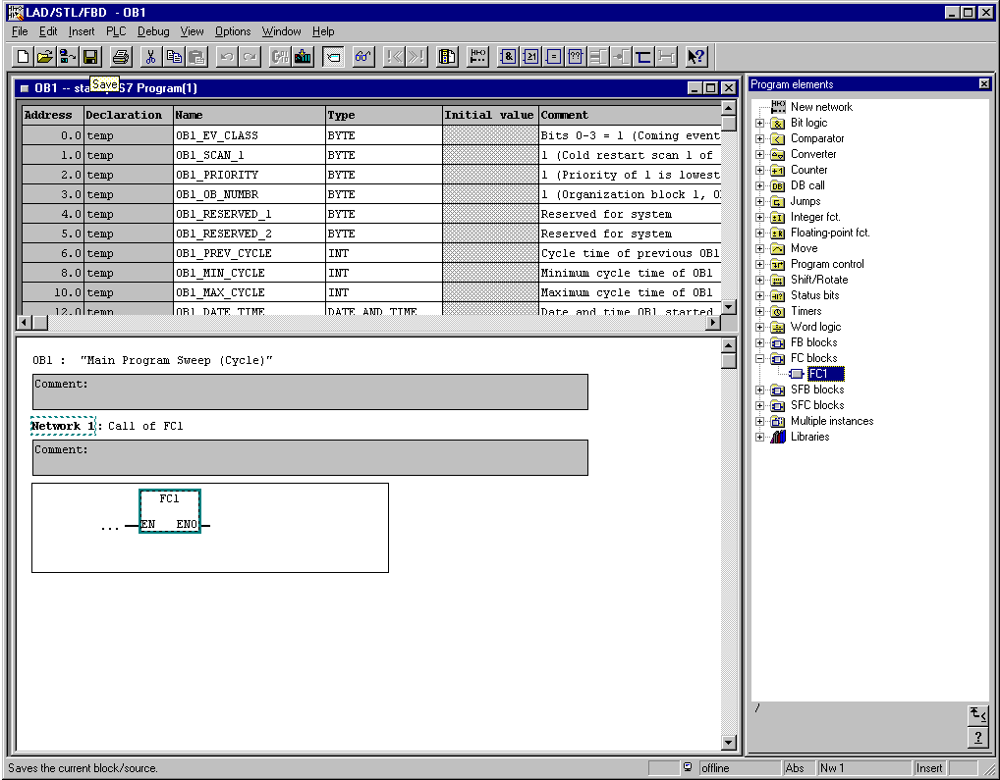 LAD/STL/FBD - OB1
File Edit Insert PLC Debug View Options Window Help
Save
OB1 -- sta S7 Program(1)
Address Declaration Name Type Initial value Comment
0.0 temp OB1_EV_CLASS BYTE Bits 0-3 = 1 (Coming event
1.0 temp OB1_SCAN_1 BYTE 1 (Cold restart scan 1 of
2.0 temp OB1_PRIORITY BYTE 1 (Priority of 1 is lowest
3.0 temp OB1_OB_NUMBR BYTE 1 (Organization block 1, O
4.0 temp OB1_RESERVED_1 BYTE Reserved for system
5.0 temp OB1_RESERVED_2 BYTE Reserved for system
6.0 temp OB1_PREV_CYCLE INT Cycle time of previous OB1
8.0 temp OB1_MIN_CYCLE INT Minimum cycle time of OB1
10.0 temp OB1_MAX_CYCLE INT Maximum cycle time of OB1
12.0 temp OB1_DATE_TIME DATE_AND_TIME Date and time OB1 started
OB1 : "Main Program Sweep (Cycle)"
Comment:
Network 1: Call of FC1
Comment:
FC1
... EN ENO
Program elements
New network
Bit logic
Comparator
Converter
Counter
DB call
Jumps
Integer fct.
Floating-point fct.
Move
Program control
Shift/Rotate
Status bits
Timers
Word logic
FB blocks
FC blocks
FC1
SFB blocks
SFC blocks
Multiple instances
Libraries
/
Saves the current block/source.
offline Abs Nw 1 Insert